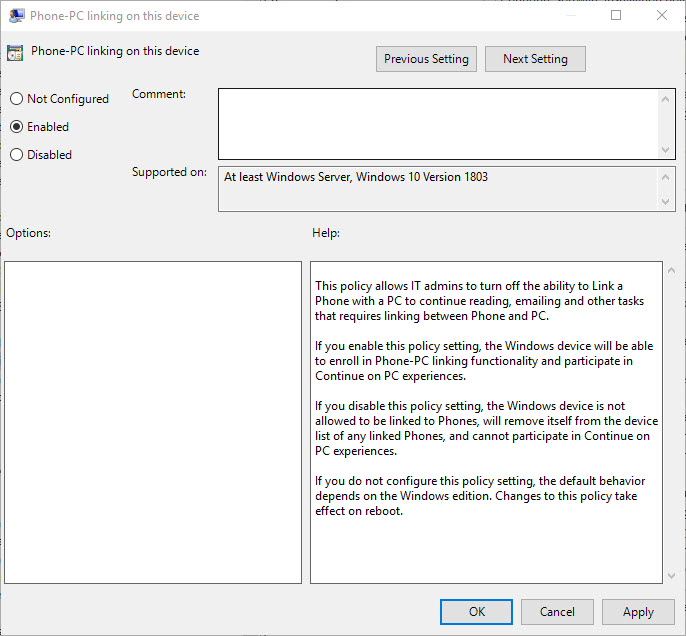 Phone-PC linking on this device
Phone-PC linking on this device
Previous Setting
Next Setting
Not Configured
Comment:
Enabled
Disabled
Supported on:
At least Windows Server, Windows 10 Version 1803
Options:
Help:
This policy allows IT admins to turn off the ability to Link a
Phone with a PC to continue reading, emailing and other tasks
that requires linking between Phone and PC.
If you enable this policy setting, the Windows device will be able
to enroll in Phone-PC linking functionality and participate in
Continue on PC experiences.
If you disable this policy setting, the Windows device is not
allowed to be linked to Phones, will remove itself from the device
list of any linked Phones, and cannot participate in Continue on
PC experiences.
If you do not configure this policy setting, the default behavior
depends on the Windows edition. Changes to this policy take
effect on reboot.
OK
Cancel
Apply